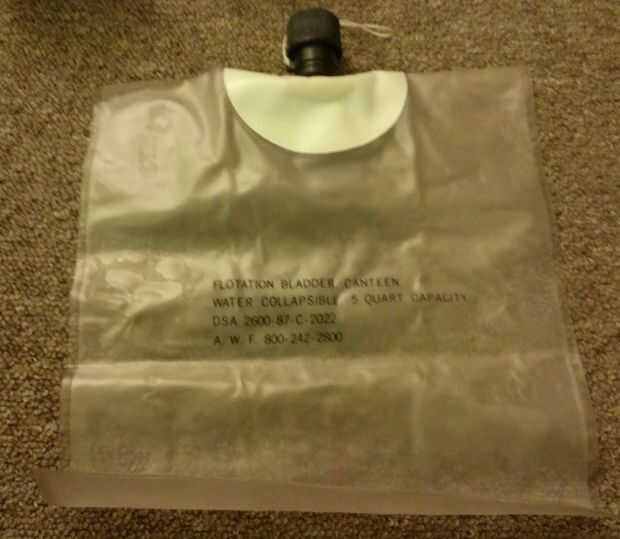 FLOTATION BLADDER, CANTEEN
WATER COLLAPSIBLE, 5 QUART CAPACITY
DSA 2600-87-C-2022
A. W. F. 800-242-2800